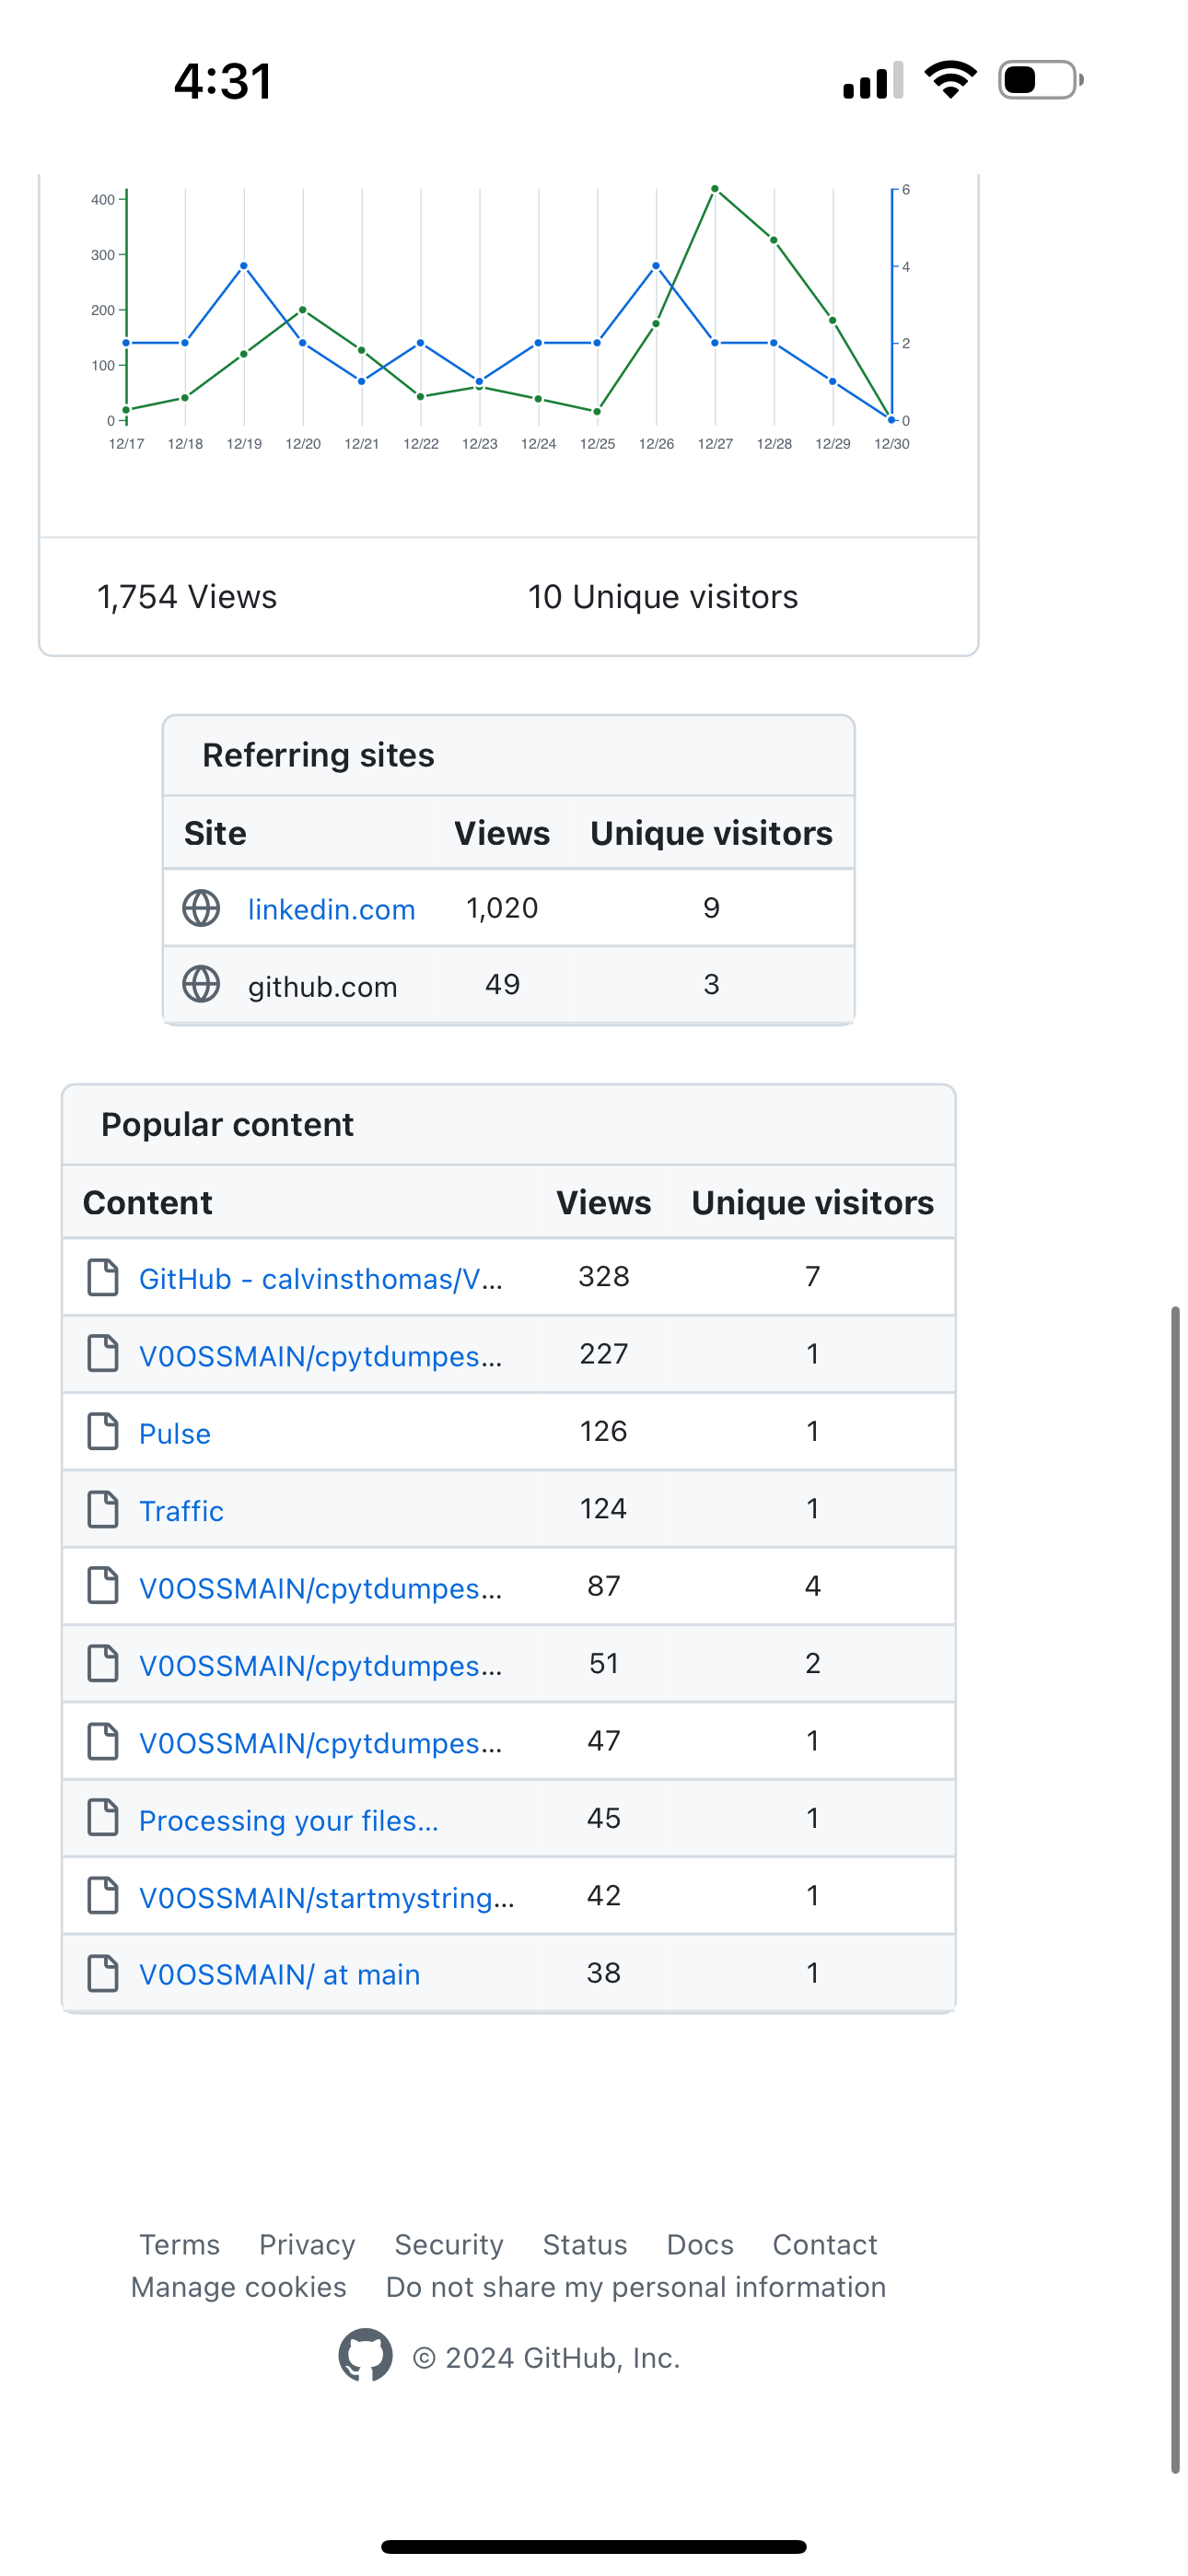 4:31
400
300
200
100
0
6
4
2
0
12/17 12/18 12/19 12/20 12/21 12/22 12/23 12/24 12/25 12/26 12/27 12/28 12/29 12/30
1,754 Views 10 Unique visitors
Referring sites
Site Views Unique visitors
linkedin.com 1,020 9
github.com 49 3
Popular content
Content Views Unique visitors
GitHub - calvinsthomas/V... 328 7
V0OSSMAIN/cpytdumpes... 227 1
Pulse 126 1
Traffic 124 1
V0OSSMAIN/cpytdumpes... 87 4
V0OSSMAIN/cpytdumpes... 51 2
V0OSSMAIN/cpytdumpes... 47 1
Processing your files... 45 1
V0OSSMAIN/startmystring... 42 1
V0OSSMAIN/ at main 38 1
Terms Privacy Security Status Docs Contact
Manage cookies Do not share my personal information
© 2024 GitHub, Inc.